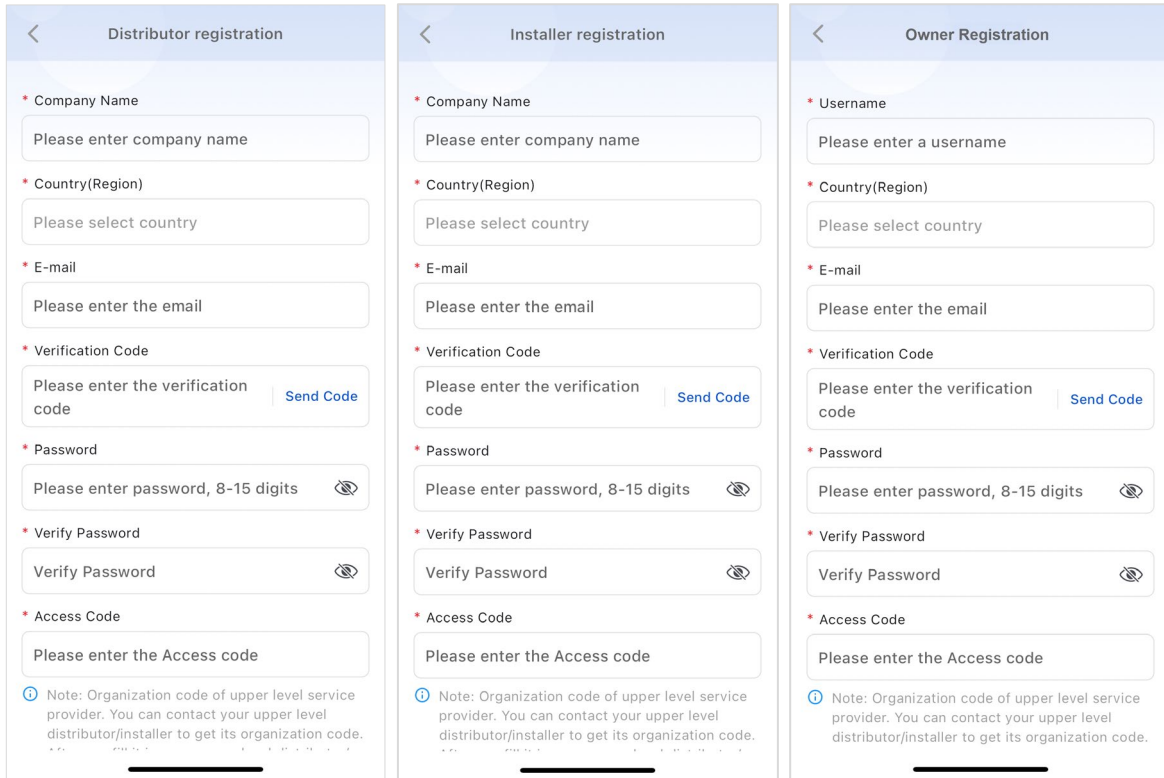 Distributor registration
* Company Name
Please enter company name
* Country(Region)
Please select country
* E-mail
Please enter the email
* Verification Code
Please enter the verification
code
Send Code
* Password
Please enter password, 8-15 digits
* Verify Password
Verify Password
* Access Code
Please enter the Access code
Note: Organization code of upper level service
provider. You can contact your upper level
distributor/installer to get its organization code.
Installer registration
* Company Name
Please enter company name
* Country(Region)
Please select country
* E-mail
Please enter the email
* Verification Code
Please enter the verification
code
Send Code
* Password
Please enter password, 8-15 digits
* Verify Password
Verify Password
* Access Code
Please enter the Access code
Note: Organization code of upper level service
provider. You can contact your upper level
distributor/installer to get its organization code.
Owner Registration
* Username
Please enter a username
* Country(Region)
Please select country
* E-mail
Please enter the email
* Verification Code
Please enter the verification
code
Send Code
* Password
Please enter password, 8-15 digits
* Verify Password
Verify Password
* Access Code
Please enter the Access code
Note: Organization code of upper level service
provider. You can contact your upper level
distributor/installer to get its organization code.